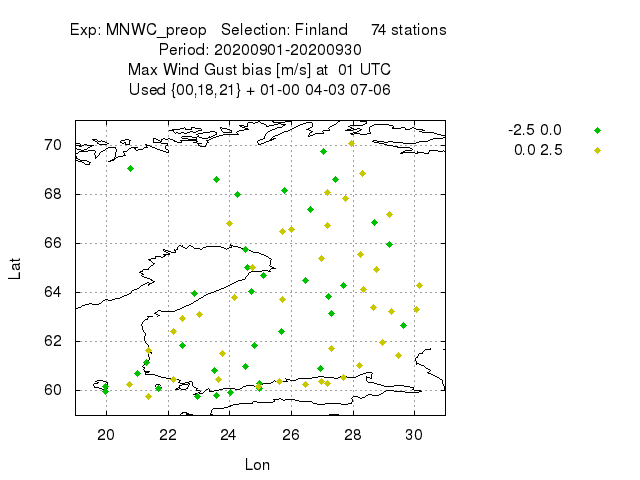 Exp: MNWC_preop   Selection: Finland     74 stations
Period: 20200901-20200930
Max Wind Gust bias [m/s] at  01 UTC
Used {00,18,21} + 01-00 04-03 07-06
-2.5 0.0
0.0 2.5
70
68
66
64
62
60
Lat
20 22 24 26 28 30
Lon